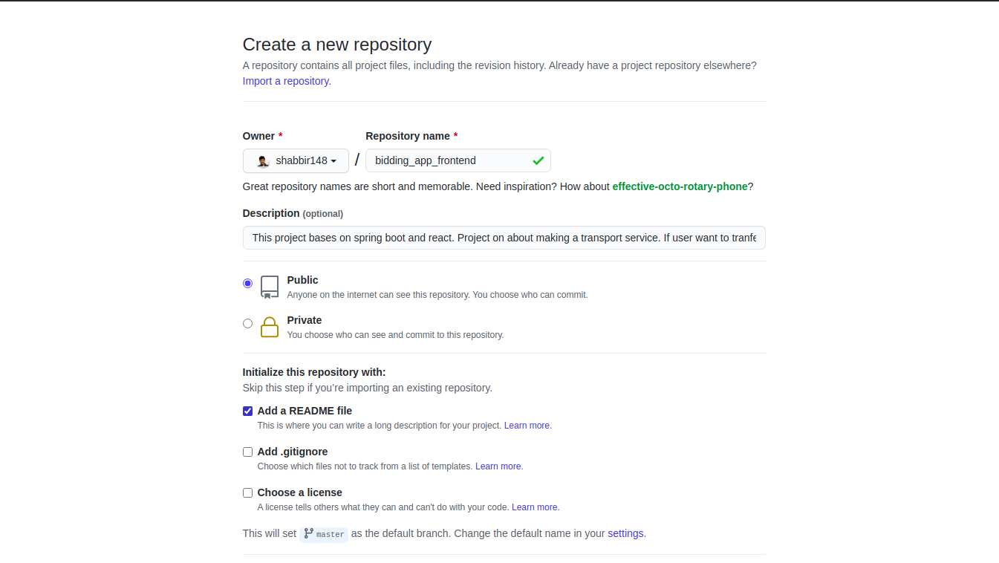 Create a new repository
A repository contains all project files, including the revision history. Already have a project repository elsewhere?
Import a repository.
Owner * Repository name *
shabbir148 / bidding_app_frontend
Great repository names are short and memorable. Need inspiration? How about effective-octo-rotary-phone?
Description (optional)
This project bases on spring boot and react. Project on about making a transport service. If user want to tranfe
Public
Anyone on the internet can see this repository. You choose who can commit.
Private
You choose who can see and commit to this repository.
Initialize this repository with:
Skip this step if you’re importing an existing repository.
Add a README file
This is where you can write a long description for your project. Learn more.
Add .gitignore
Choose which files not to track from a list of templates. Learn more.
Choose a license
A license tells others what they can and can't do with your code. Learn more.
This will set master as the default branch. Change the default name in your settings.